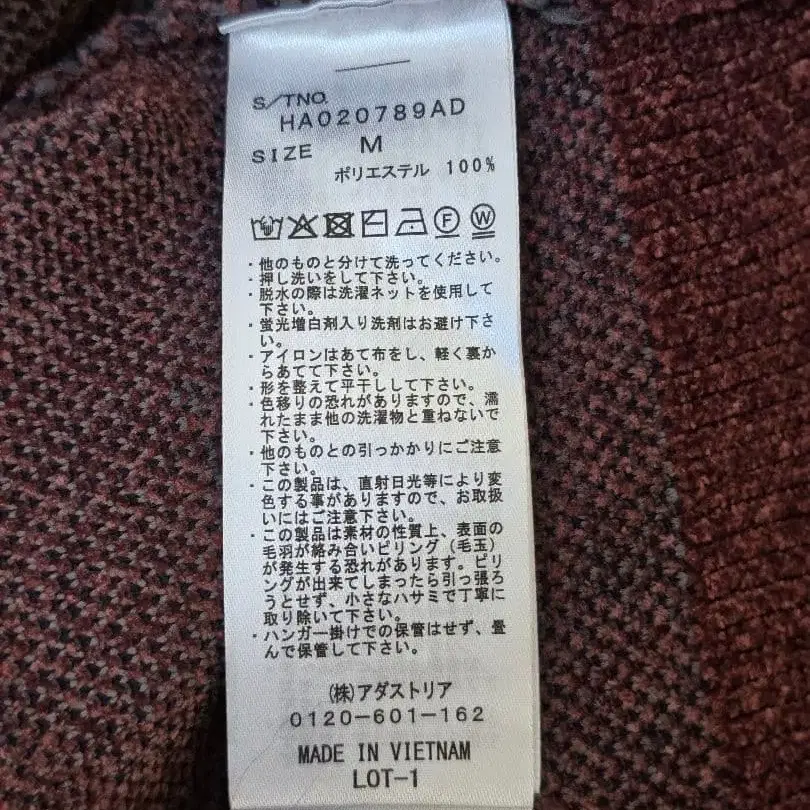 S/TNO.
HA020789AD
SIZE M
ポリエステル 100%
F W
・他のものと分けて洗ってください。
・押し洗いをして下さい。
・脱水の際は洗濯ネットを使用して
下さい。
・蛍光増白剤入り洗剤はお避け下さ
い。
・アイロンはあて布をし、軽く裏か
らあてて下さい。
・形を整えて平干しして下さい。
・色移りの恐れがありますので、濡
れたまま他の洗濯物と重ねないで
下さい。
・他のものとの引っかかりにご注意
下さい。
・この製品は、直射日光等により変
色する事がありますので、お取扱
いにはご注意下さい。
・この製品は素材の性質上、表面の
毛羽が絡み合いピリング(毛玉)
が発生する恐れがあります。ピリ
ングが出来てしまったら引っ張ろ
うとせず、小さなハサミで丁寧に
取り除いて下さい。
・ハンガー掛けでの保管はせず、畳
んで保管して下さい。
(株)アダストリア
0120-601-162
MADE IN VIETNAM
LOT-1